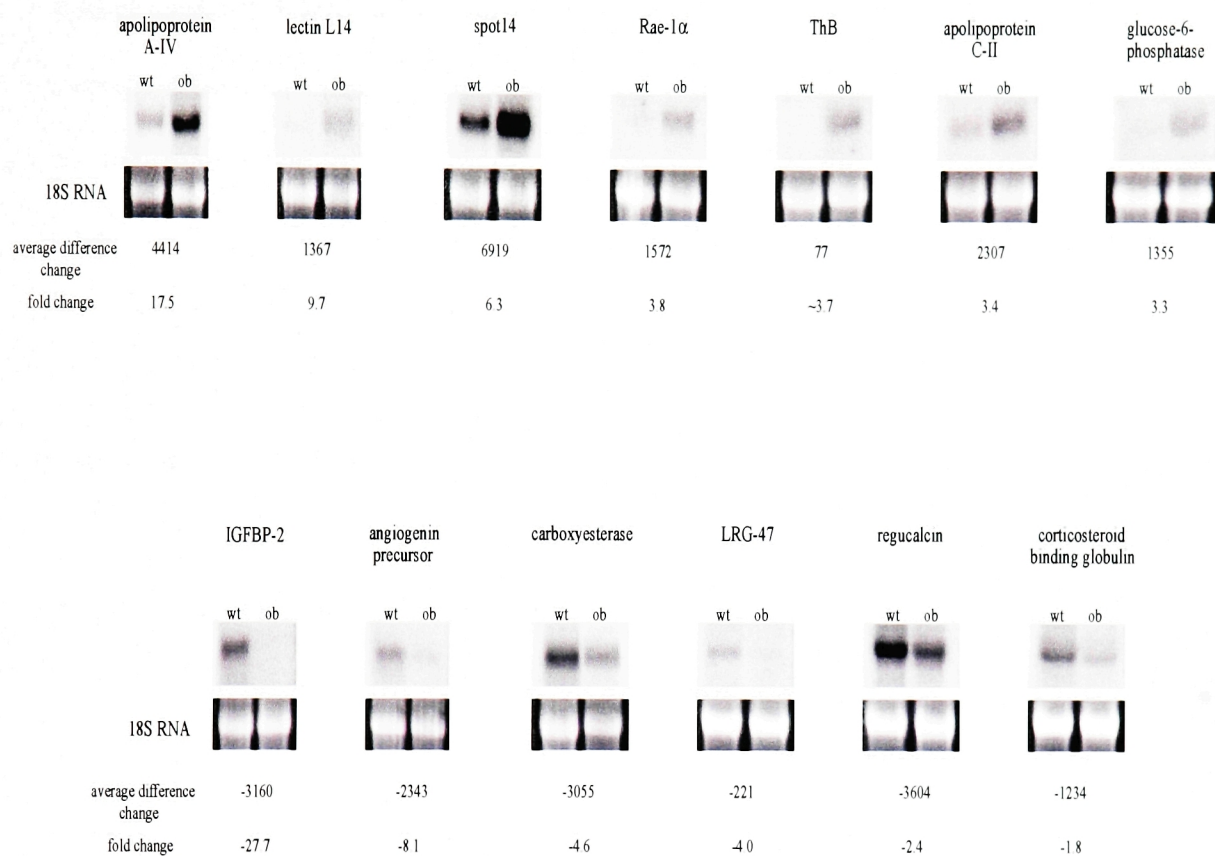 apolipoprotein A-IV
lectin L14
spot14
Rae-1α
ThB
apolipoprotein C-II
glucose-6-phosphatase
wt ob wt ob wt ob wt ob wt ob wt ob wt ob
18S RNA
average difference change 4414 1367 6919 1572 77 2307 1355
fold change 17.5 9.7 6 3 3 8 ~3.7 3.4 3.3
IGFBP-2
angiogenin precursor
carboxyesterase
LRG-47
regucalcin
corticosteroid binding globulin
wt ob wt ob wt ob wt ob wt ob wt ob
18S RNA
average difference change -3160 -2343 -3055 -221 -3604 -1234
fold change -27 7 -8 1 -4 6 -4 0 -2.4 -1 8